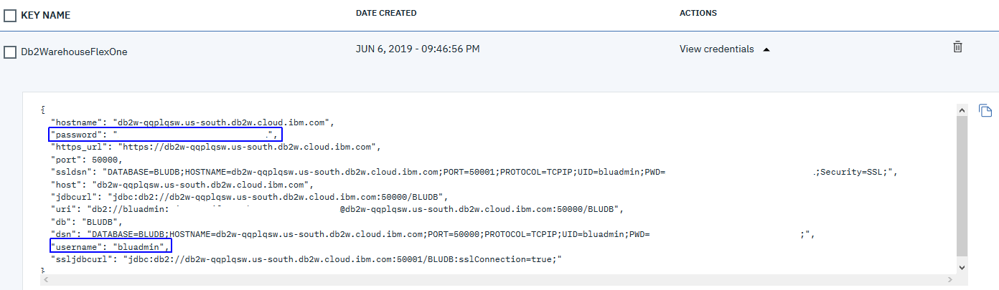 KEY NAME DATE CREATED ACTIONS
Db2WarehouseFlexOne JUN 6, 2019 - 09:46:56 PM View credentials
{
"hostname": "db2w-qqplqsw.us-south.db2w.cloud.ibm.com",
"password": " .",
"https_url": "https://db2w-qqplqsw.us-south.db2w.cloud.ibm.com",
"port": 50000,
"ssldsn": "DATABASE=BLUDB;HOSTNAME=db2w-qqplqsw.us-south.db2w.cloud.ibm.com;PORT=50001;PROTOCOL=TCPIP;UID=bluadmin;PWD= ;Security=SSL;",
"host": "db2w-qqplqsw.us-south.db2w.cloud.ibm.com",
"jdbcurl": "jdbc:db2://db2w-qqplqsw.us-south.db2w.cloud.ibm.com:50000/BLUDB",
"uri": "db2://bluadmin: @db2w-qqplqsw.us-south.db2w.cloud.ibm.com:50000/BLUDB",
"db": "BLUDB",
"dsn": "DATABASE=BLUDB;HOSTNAME=db2w-qqplqsw.us-south.db2w.cloud.ibm.com;PORT=50000;PROTOCOL=TCPIP;UID=bluadmin;PWD= ;",
"username": "bluadmin",
"ssljdbcurl": "jdbc:db2://db2w-qqplqsw.us-south.db2w.cloud.ibm.com:50001/BLUDB:sslConnection=true;"
}